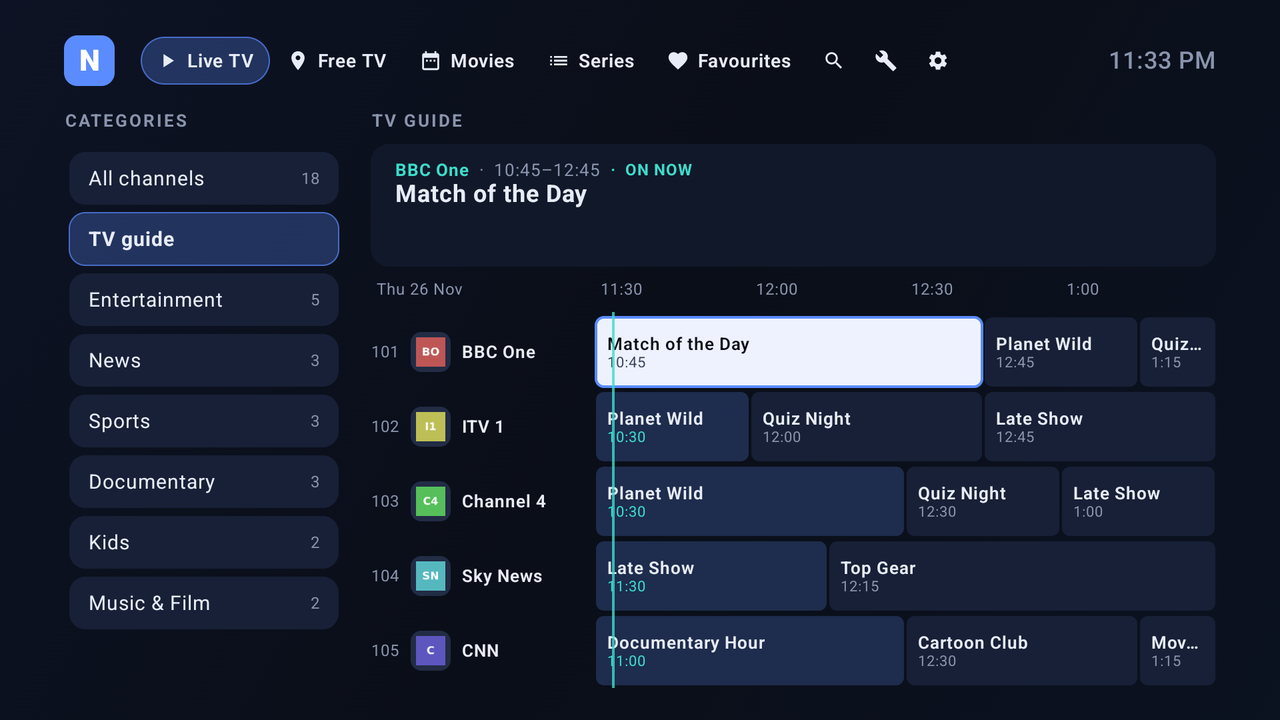 N Live TV Free TV Movies Series Favourites 11:33 PM
CATEGORIES
All channels 18
TV guide
Entertainment 5
News 3
Sports 3
Documentary 3
Kids 2
Music & Film 2
TV GUIDE
BBC One · 10:45–12:45 · ON NOW
Match of the Day
Thu 26 Nov 11:30 12:00 12:30 1:00
101 BO BBC One
Match of the Day
10:45
Planet Wild
12:45
Quiz…
1:15
102 I1 ITV 1
Planet Wild
10:30
Quiz Night
12:00
Late Show
12:45
103 C4 Channel 4
Planet Wild
10:30
Quiz Night
12:30
Late Show
1:00
104 SN Sky News
Late Show
11:30
Top Gear
12:15
105 C CNN
Documentary Hour
11:00
Cartoon Club
12:30
Mov…
1:15